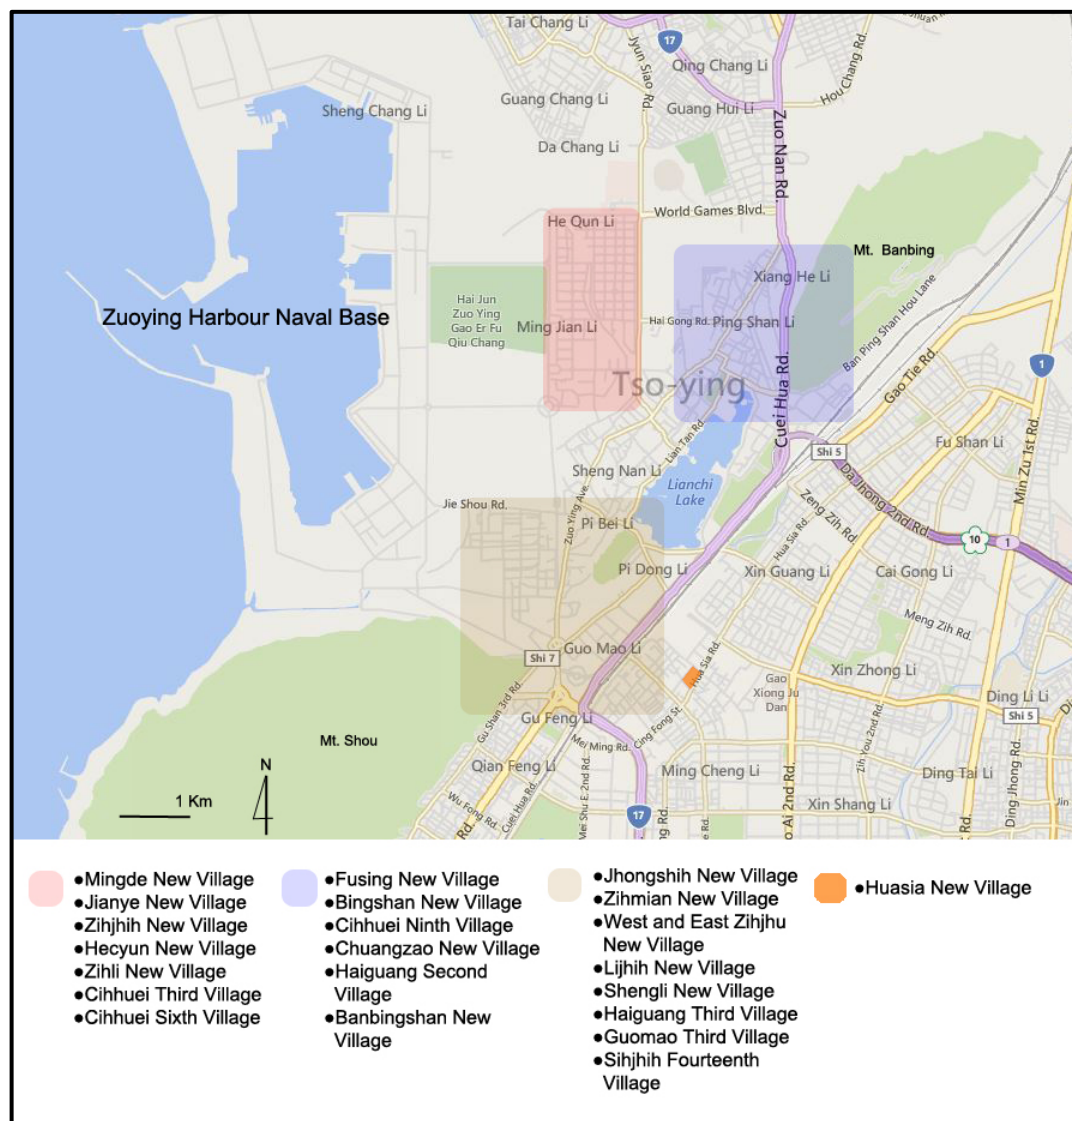 Tai Chang Li
17
Jyun Siao Rd
Qing Chang Li
Hou Chang Rd.
Guang Chang Li
Guang Hui Li
Sheng Chang Li
Da Chang Li
Zuo Nan Rd.
He Qun Li
World Games Blvd.
Mt. Banbing
Xiang He Li
Hai Jun
Zuo Ying
Gao Er Fu
Qiu Chang
Zuoying Harbour Naval Base
Ming Jian Li
Hai Gong Rd.
Ping Shan Li
Ban Ping Shan Hou Lane
Gao Tie Rd
1
Tso-ying
Cuei Hua Rd.
Lian Tan Rd.
Fu Shan Li
Min Zu 1st Rd.
Shi 5
Da Jhong 2nd Rd.
Sheng Nan Li
Lianchi
Lake
Zeng Zih Rd.
Jie Shou Rd.
Zuo Ying Ave.
Pi Bei Li
Hua Sia Rd.
10
1
Pi Dong Li
Xin Guang Li
Cai Gong Li
Meng Zih Rd.
Guo Mao Li
Shi 7
Hua Sia Rd.
Xin Zhong Li
Gao
Xiong Ju
Dan
Ding Li Li
Shi 5
Gu Shan 3rd Rd.
Gu Feng Li
Cing Fong St.
Mt. Shou
Mei Ming Rd.
Zih You 2nd Rd.
Qian Feng Li
Ming Cheng Li
Ding Tai Li
Ding Jhong Rd.
N
1 Km
Wu Fong Rd.
Cuei Hua Rd.
Mei Shu E. 2nd Rd.
17
o Ai 2nd Rd.
Xin Shang Li
Jin
●Mingde New Village
●Jianye New Village
●Zihjhih New Village
●Hecyun New Village
●Zihli New Village
●Cihhuei Third Village
●Cihhuei Sixth Village
●Fusing New Village
●Bingshan New Village
●Cihhuei Ninth Village
●Chuangzao New Village
●Haiguang Second
Village
●Banbingshan New
Village
●Jhongshih New Village
●Zihmian New Village
●West and East Zihjhu
New Village
●Lijhih New Village
●Shengli New Village
●Haiguang Third Village
●Guomao Third Village
●Sihjhih Fourteenth
Village
●Huasia New Village